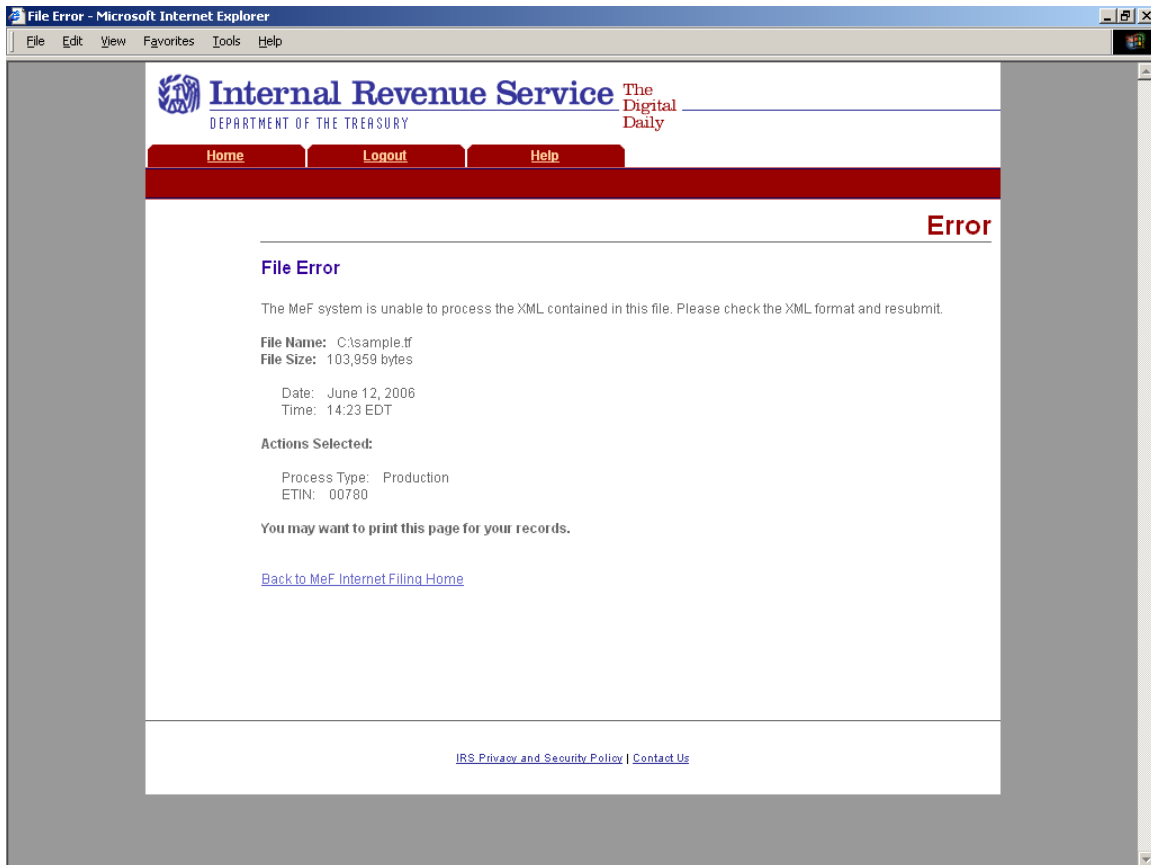 File Error - Microsoft Internet Explorer
File Edit View Favorites Tools Help
Internal Revenue Service
DEPARTMENT OF THE TREASURY
The
Digital
Daily
Home Logout Help
Error
File Error
The MeF system is unable to process the XML contained in this file. Please check the XML format and resubmit.
File Name: C:\sample.tf
File Size: 103,959 bytes
Date: June 12, 2006
Time: 14:23 EDT
Actions Selected:
Process Type: Production
ETIN: 00780
You may want to print this page for your records.
Back to MeF Internet Filing Home
IRS Privacy and Security Policy | Contact Us